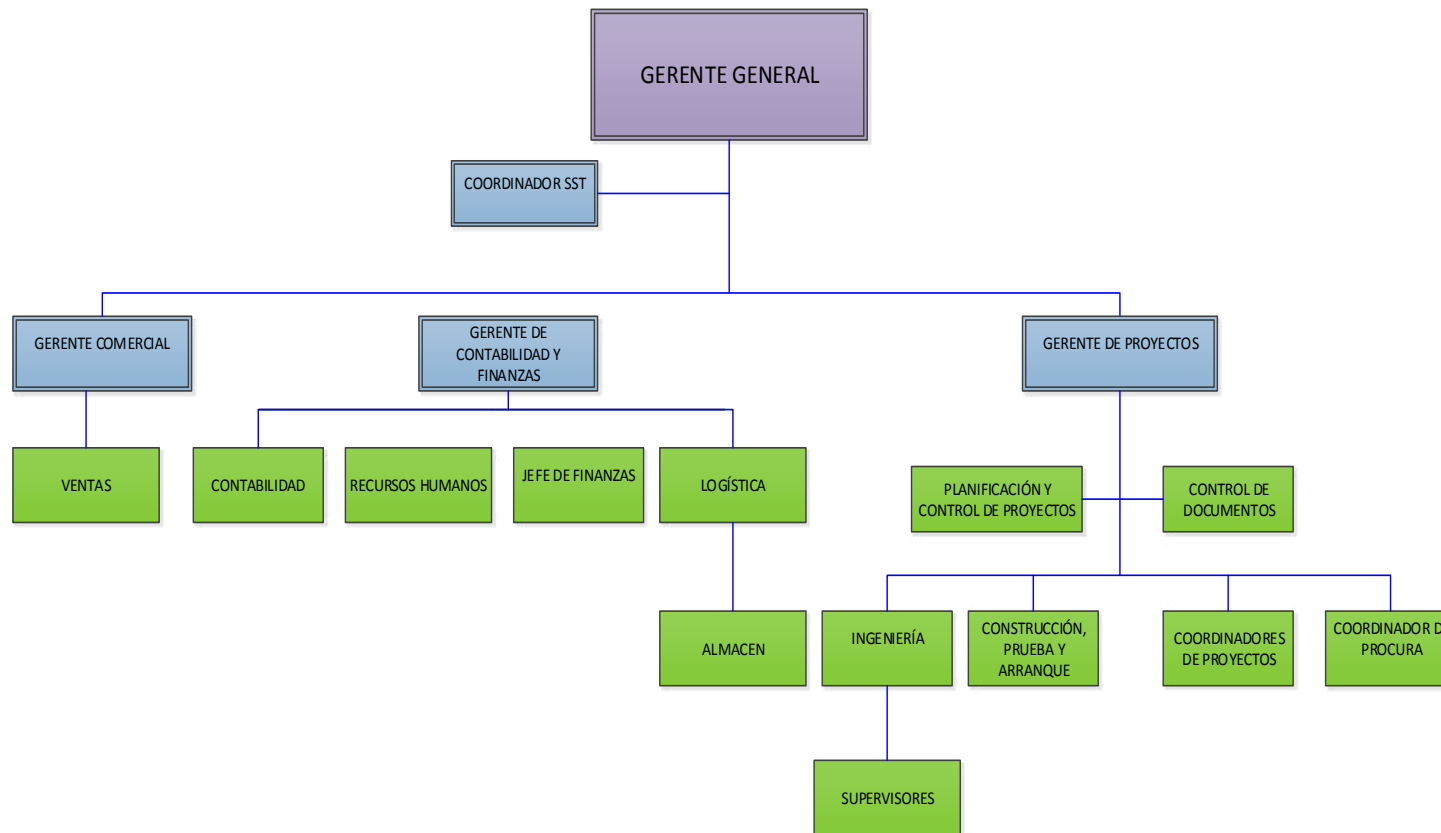 GERENTE GENERAL
COORDINADOR SST
GERENTE COMERCIAL
GERENTE DE
CONTABILIDAD Y
FINANZAS
GERENTE DE PROYECTOS
VENTAS
CONTABILIDAD
RECURSOS HUMANOS
JEFE DE FINANZAS
LOGÍSTICA
PLANIFICACIÓN Y
CONTROL DE PROYECTOS
CONTROL DE
DOCUMENTOS
ALMACEN
INGENIERÍA
CONSTRUCCIÓN,
PRUEBA Y
ARRANQUE
COORDINADORES
DE PROYECTOS
COORDINADOR D
PROCURA
SUPERVISORES